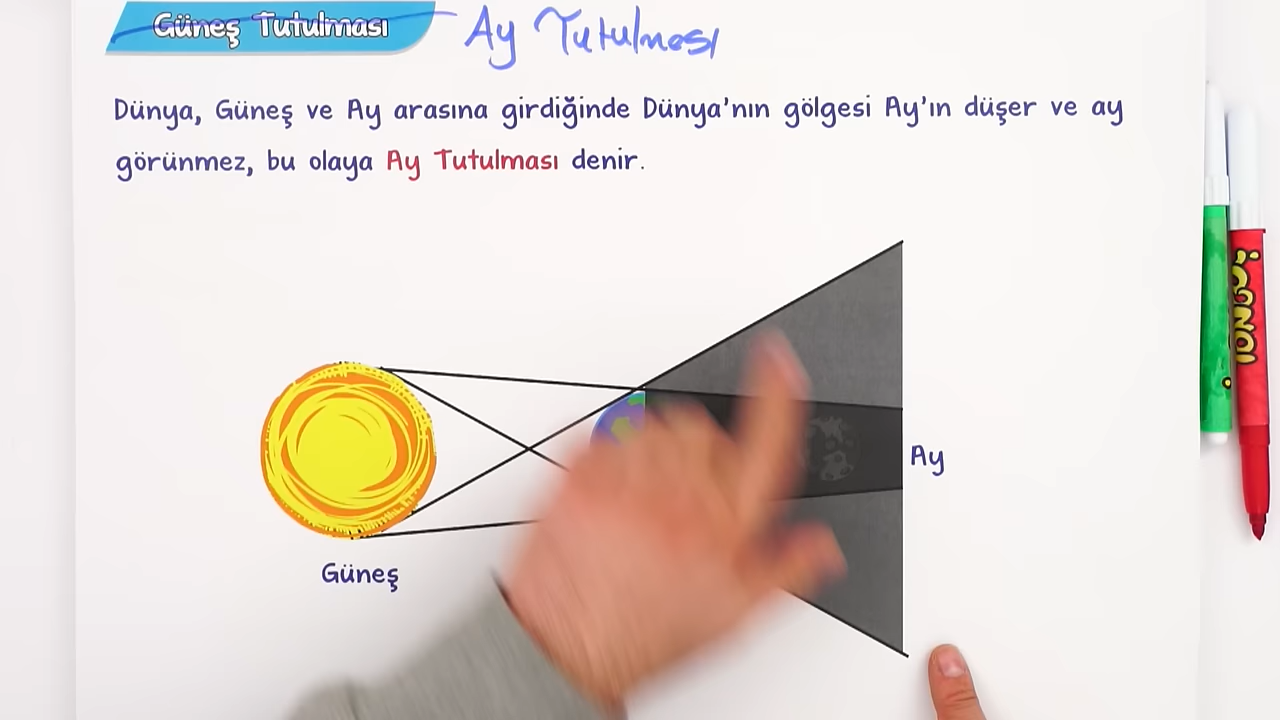 Güneş Tutulması Ay Tutulması
Dünya, Güneş ve Ay arasına girdiğinde Dünya'nın gölgesi Ay'ın düşer ve ay
görünmez, bu olaya Ay Tutulması denir.
Ay
Güneş